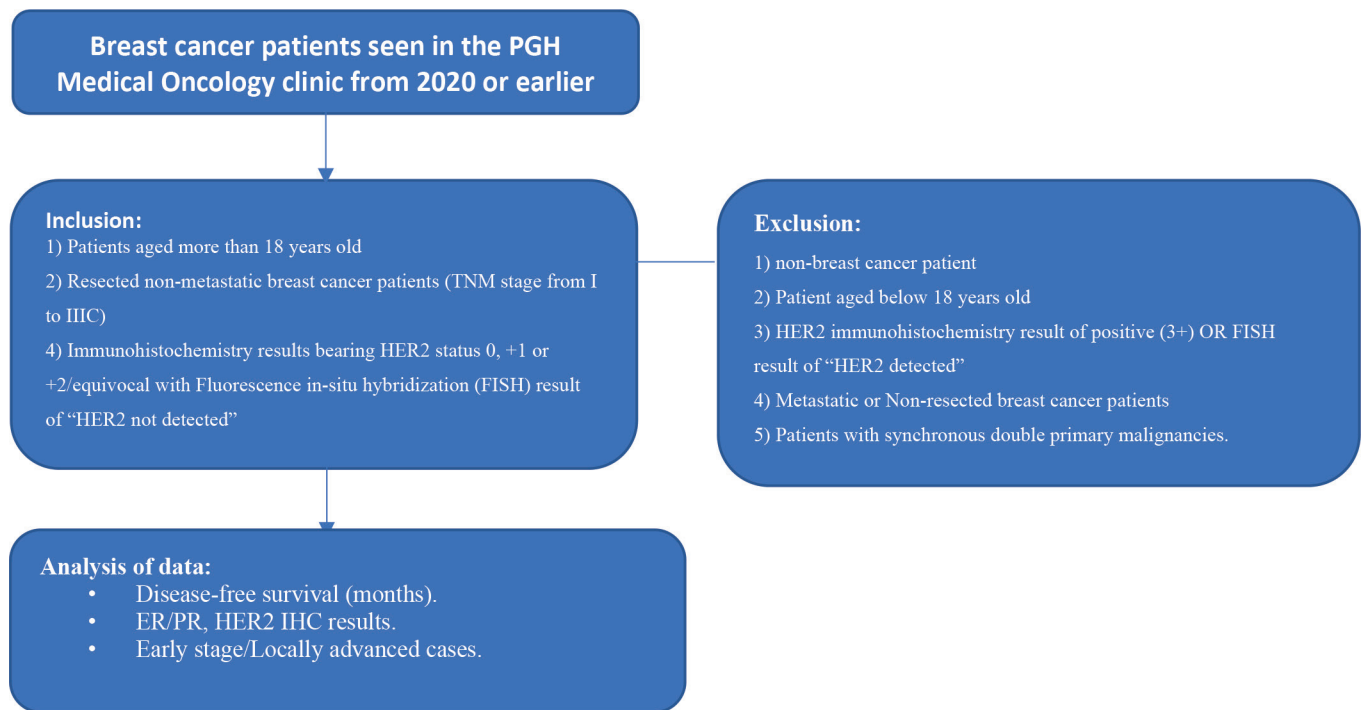 Breast cancer patients seen in the PGH
Medical Oncology clinic from 2020 or earlier
Inclusion:
1) Patients aged more than 18 years old
2) Resected non-metastatic breast cancer patients (TNM stage from I
to IIIC)
4) Immunohistochemistry results bearing HER2 status 0, +1 or
+2/equivocal with Fluorescence in-situ hybridization (FISH) result
of “HER2 not detected”
Exclusion:
1) non-breast cancer patient
2) Patient aged below 18 years old
3) HER2 immunohistochemistry result of positive (3+) OR FISH
result of “HER2 detected”
4) Metastatic or Non-resected breast cancer patients
5) Patients with synchronous double primary malignancies.
Analysis of data:
• Disease-free survival (months).
• ER/PR, HER2 IHC results.
• Early stage/Locally advanced cases.